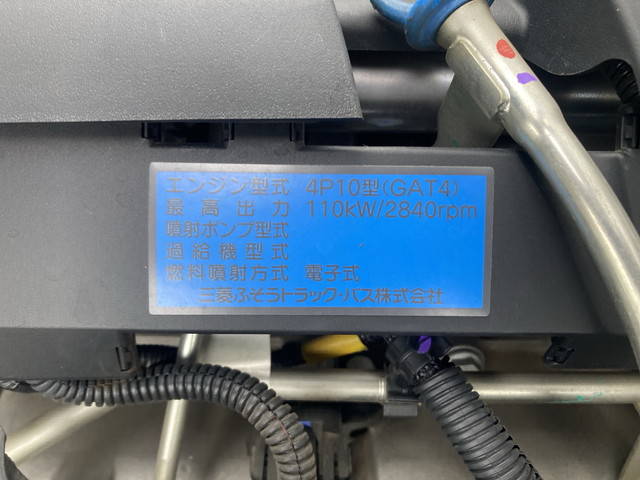 エンジン型式 4P10型(GAT4)
最高出力 110kW/2840rpm
噴射ポンプ型式
過給機型式
燃料噴射方式 電子式
三菱ふそうトラック・バス株式会社